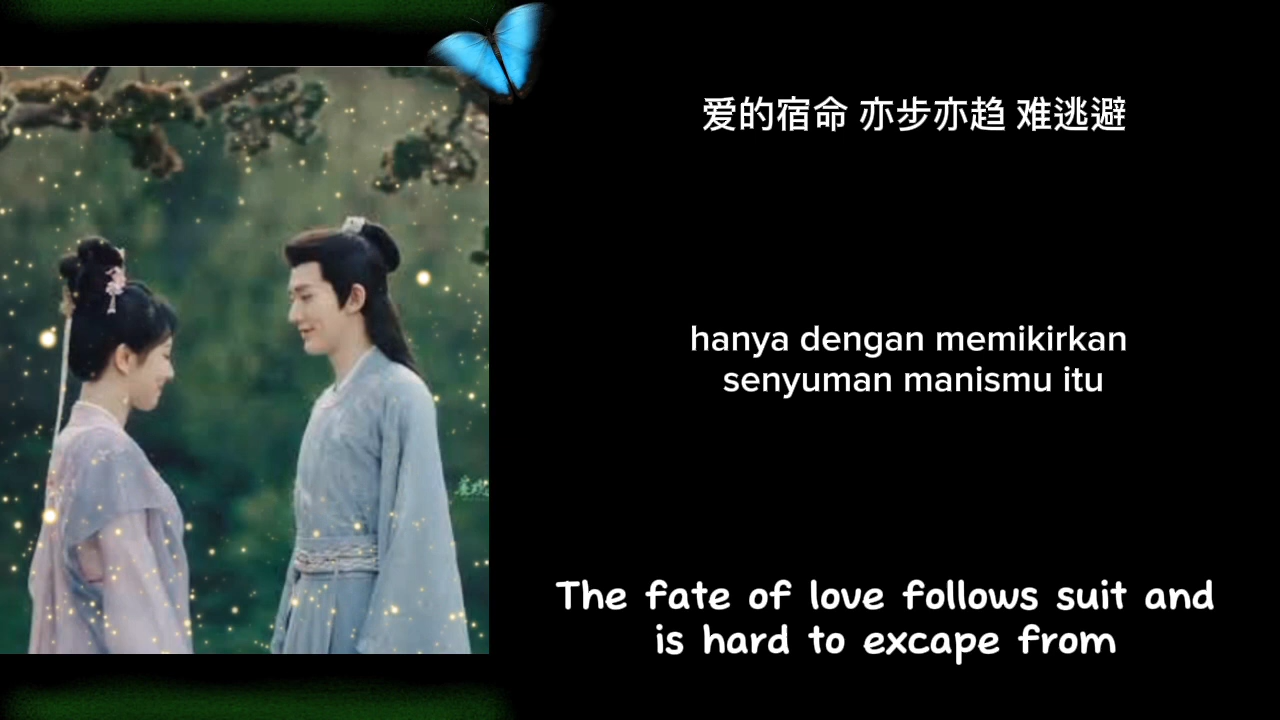 爱的宿命 亦步亦趋 难逃避
hanya dengan memikirkan
senyuman manismu itu
The fate of love follows suit and
is hard to excape from